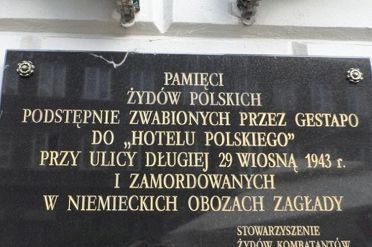 PAMIĘCI
ŻYDÓW POLSKICH
PODSTĘPNIE ZWABIONYCH PRZEZ GESTAPO
DO „HOTELU POLSKIEGO”
PRZY ULICY DŁUGIEJ 29 WIOSNĄ 1943 r.
I ZAMORDOWANYCH
W NIEMIECKICH OBOZACH ZAGŁADY
STOWARZYSZENIE
ŻYDÓW KOMBATANTÓW